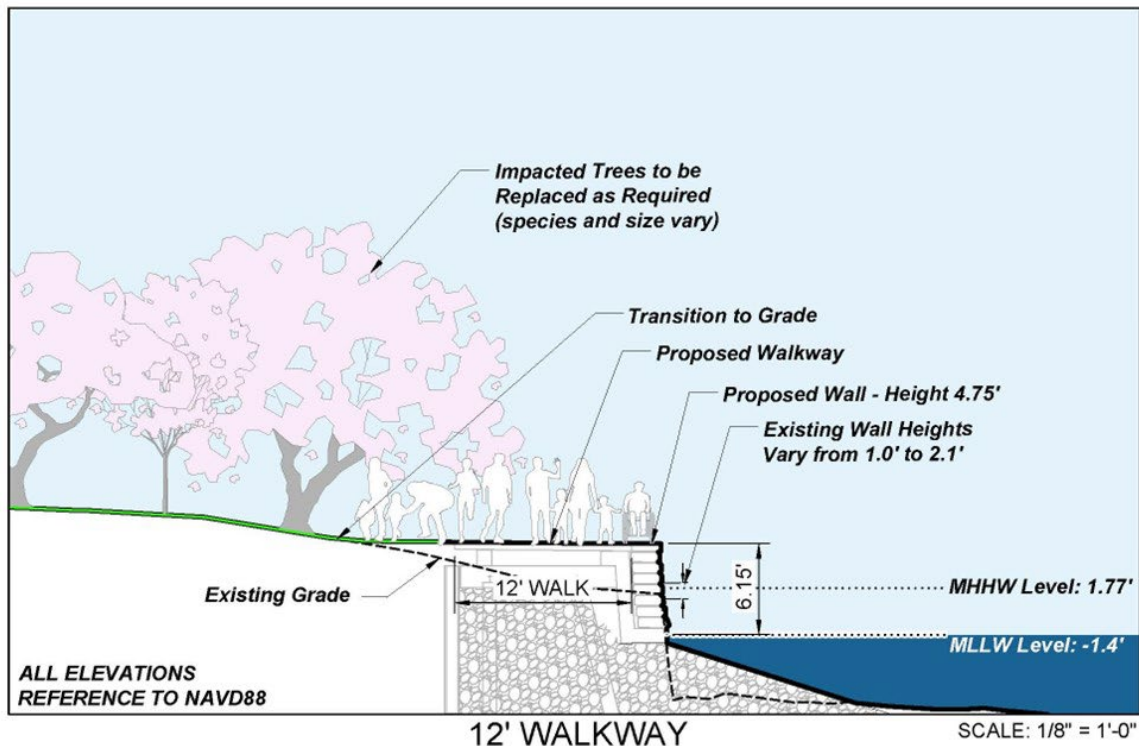 Impacted Trees to be
Replaced as Required
(species and size vary)
Transition to Grade
Proposed Walkway
Proposed Wall - Height 4.75'
Existing Wall Heights
Vary from 1.0' to 2.1'
Existing Grade
12' WALK
6.15'
MHHW Level: 1.77'
MLLW Level: -1.4'
ALL ELEVATIONS
REFERENCE TO NAVD88
12' WALKWAY
SCALE: 1/8" = 1'-0"